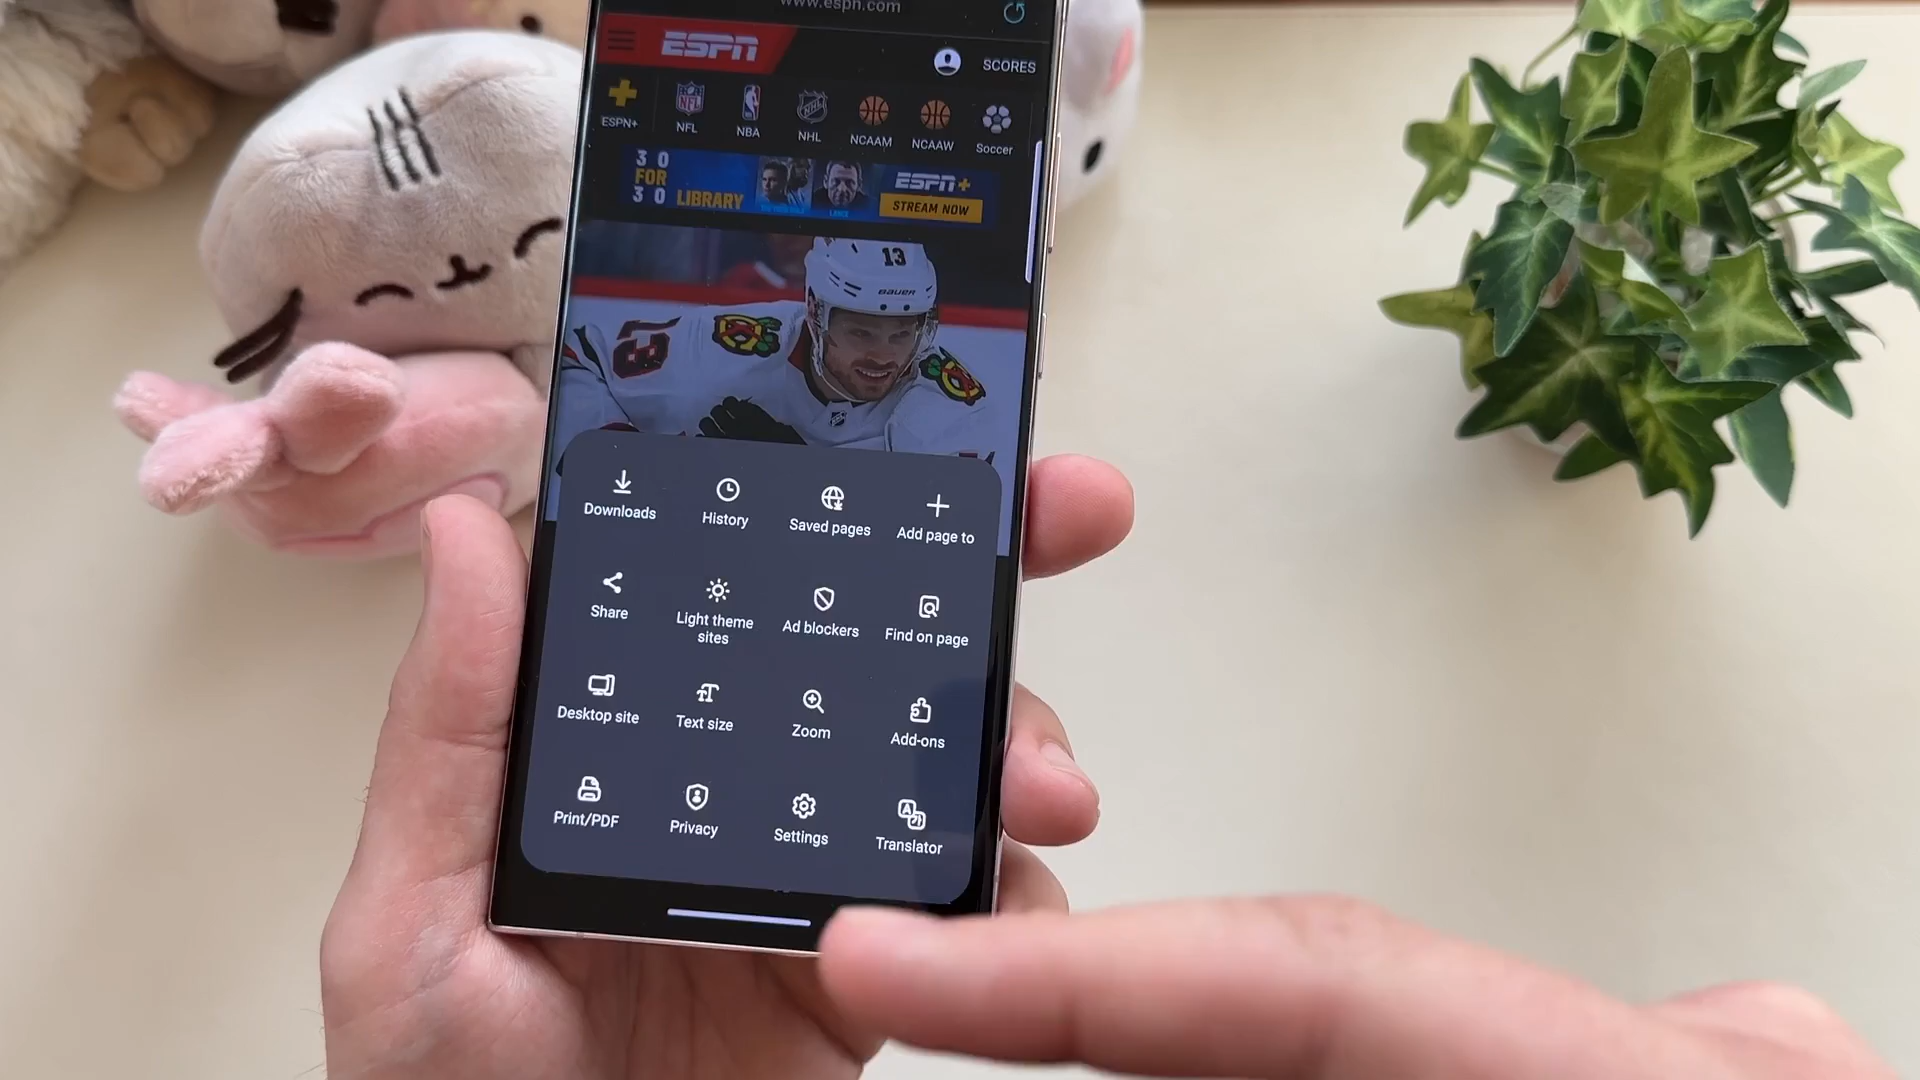 www.espn.com
ESPN
SCORES
ESPN+
NFL
NBA
NHL
NCAAM
NCAAW
Soccer
30
FOR
30 LIBRARY
ESPN+
STREAM NOW
13
BAUER
13
Downloads
History
Saved pages
Add page to
Share
Light theme
sites
Ad blockers
Find on page
Desktop site
Text size
Zoom
Add-ons
Print/PDF
Privacy
Settings
Translator